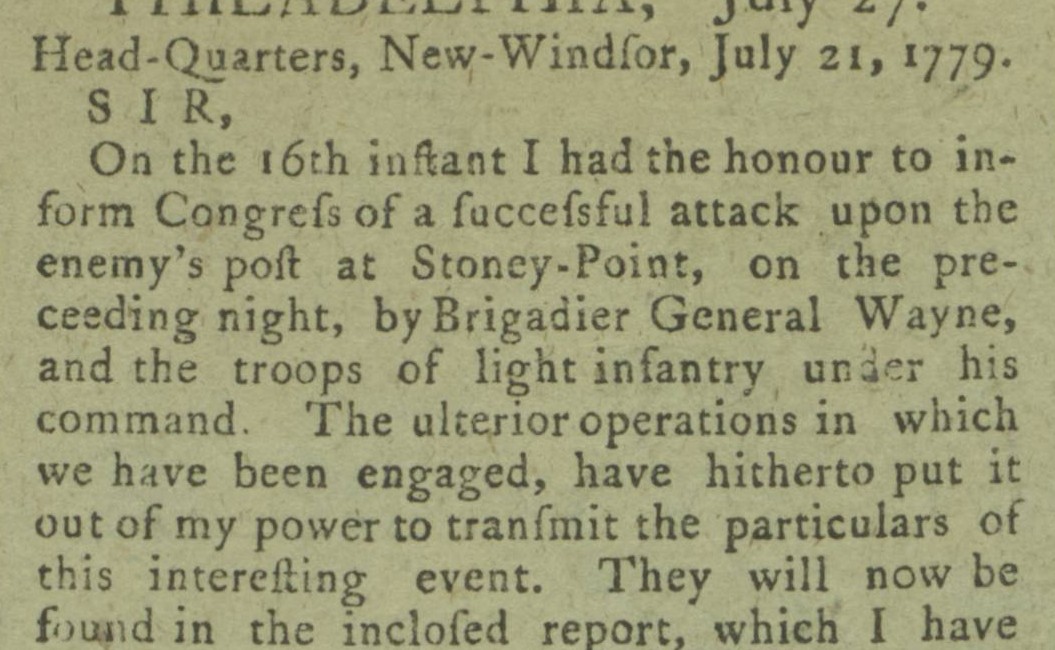 PHILADELPHIA, July 27.
Head-Quarters, New-Windſor, July 21, 1779.
S I R,
On the 16th inſtant I had the honour to in-
form Congreſs of a ſucceſsful attack upon the
enemy's poſt at Stoney-Point, on the pre-
ceeding night, by Brigadier General Wayne,
and the troops of light infantry under his
command. The ulterior operations in which
we have been engaged, have hitherto put it
out of my power to tranſmit the particulars of
this intereſting event. They will now be
found in the incloſed report, which I have